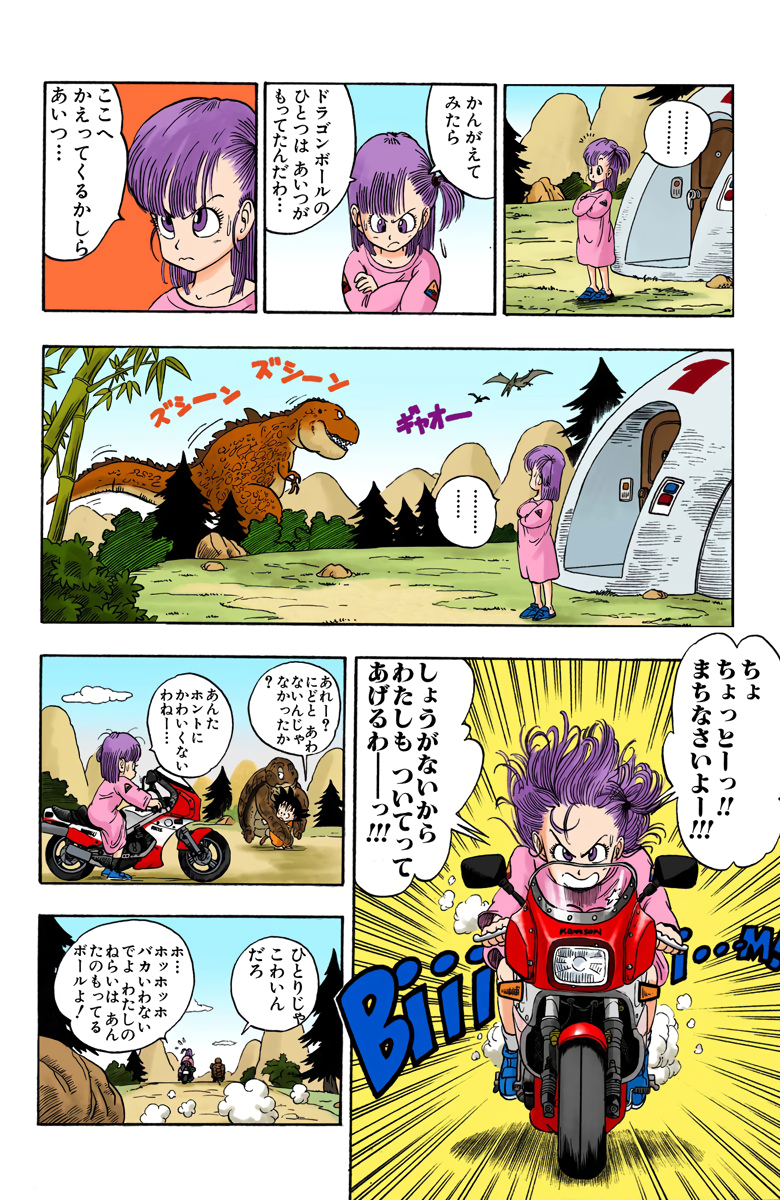 ………
………
かんがえて
みたら
ドラゴンボールの
ひとつは あいつが
もってたんだわ…
ここへ
かえってくるかしら
あいつ…
ズシーン
ズシーン
ギャオー
………
………
1
ちょ
ちょっとーっ!!
まちなさいよー!!!
しょうがないから
わたしも ついてって
あげるわ──っ!!!
KAMSON
Biiii・・-M!
あれー?
にどと あわ
ないんじゃ
なかったか
?
あんた
ホントに
かわいくない
わね―…
ひとりじゃ
こわいん
だろ
ホ…
ホッホッホ
バカいわない
でよ わたしの
ねらいは あん
たのもってる
ボールよ!